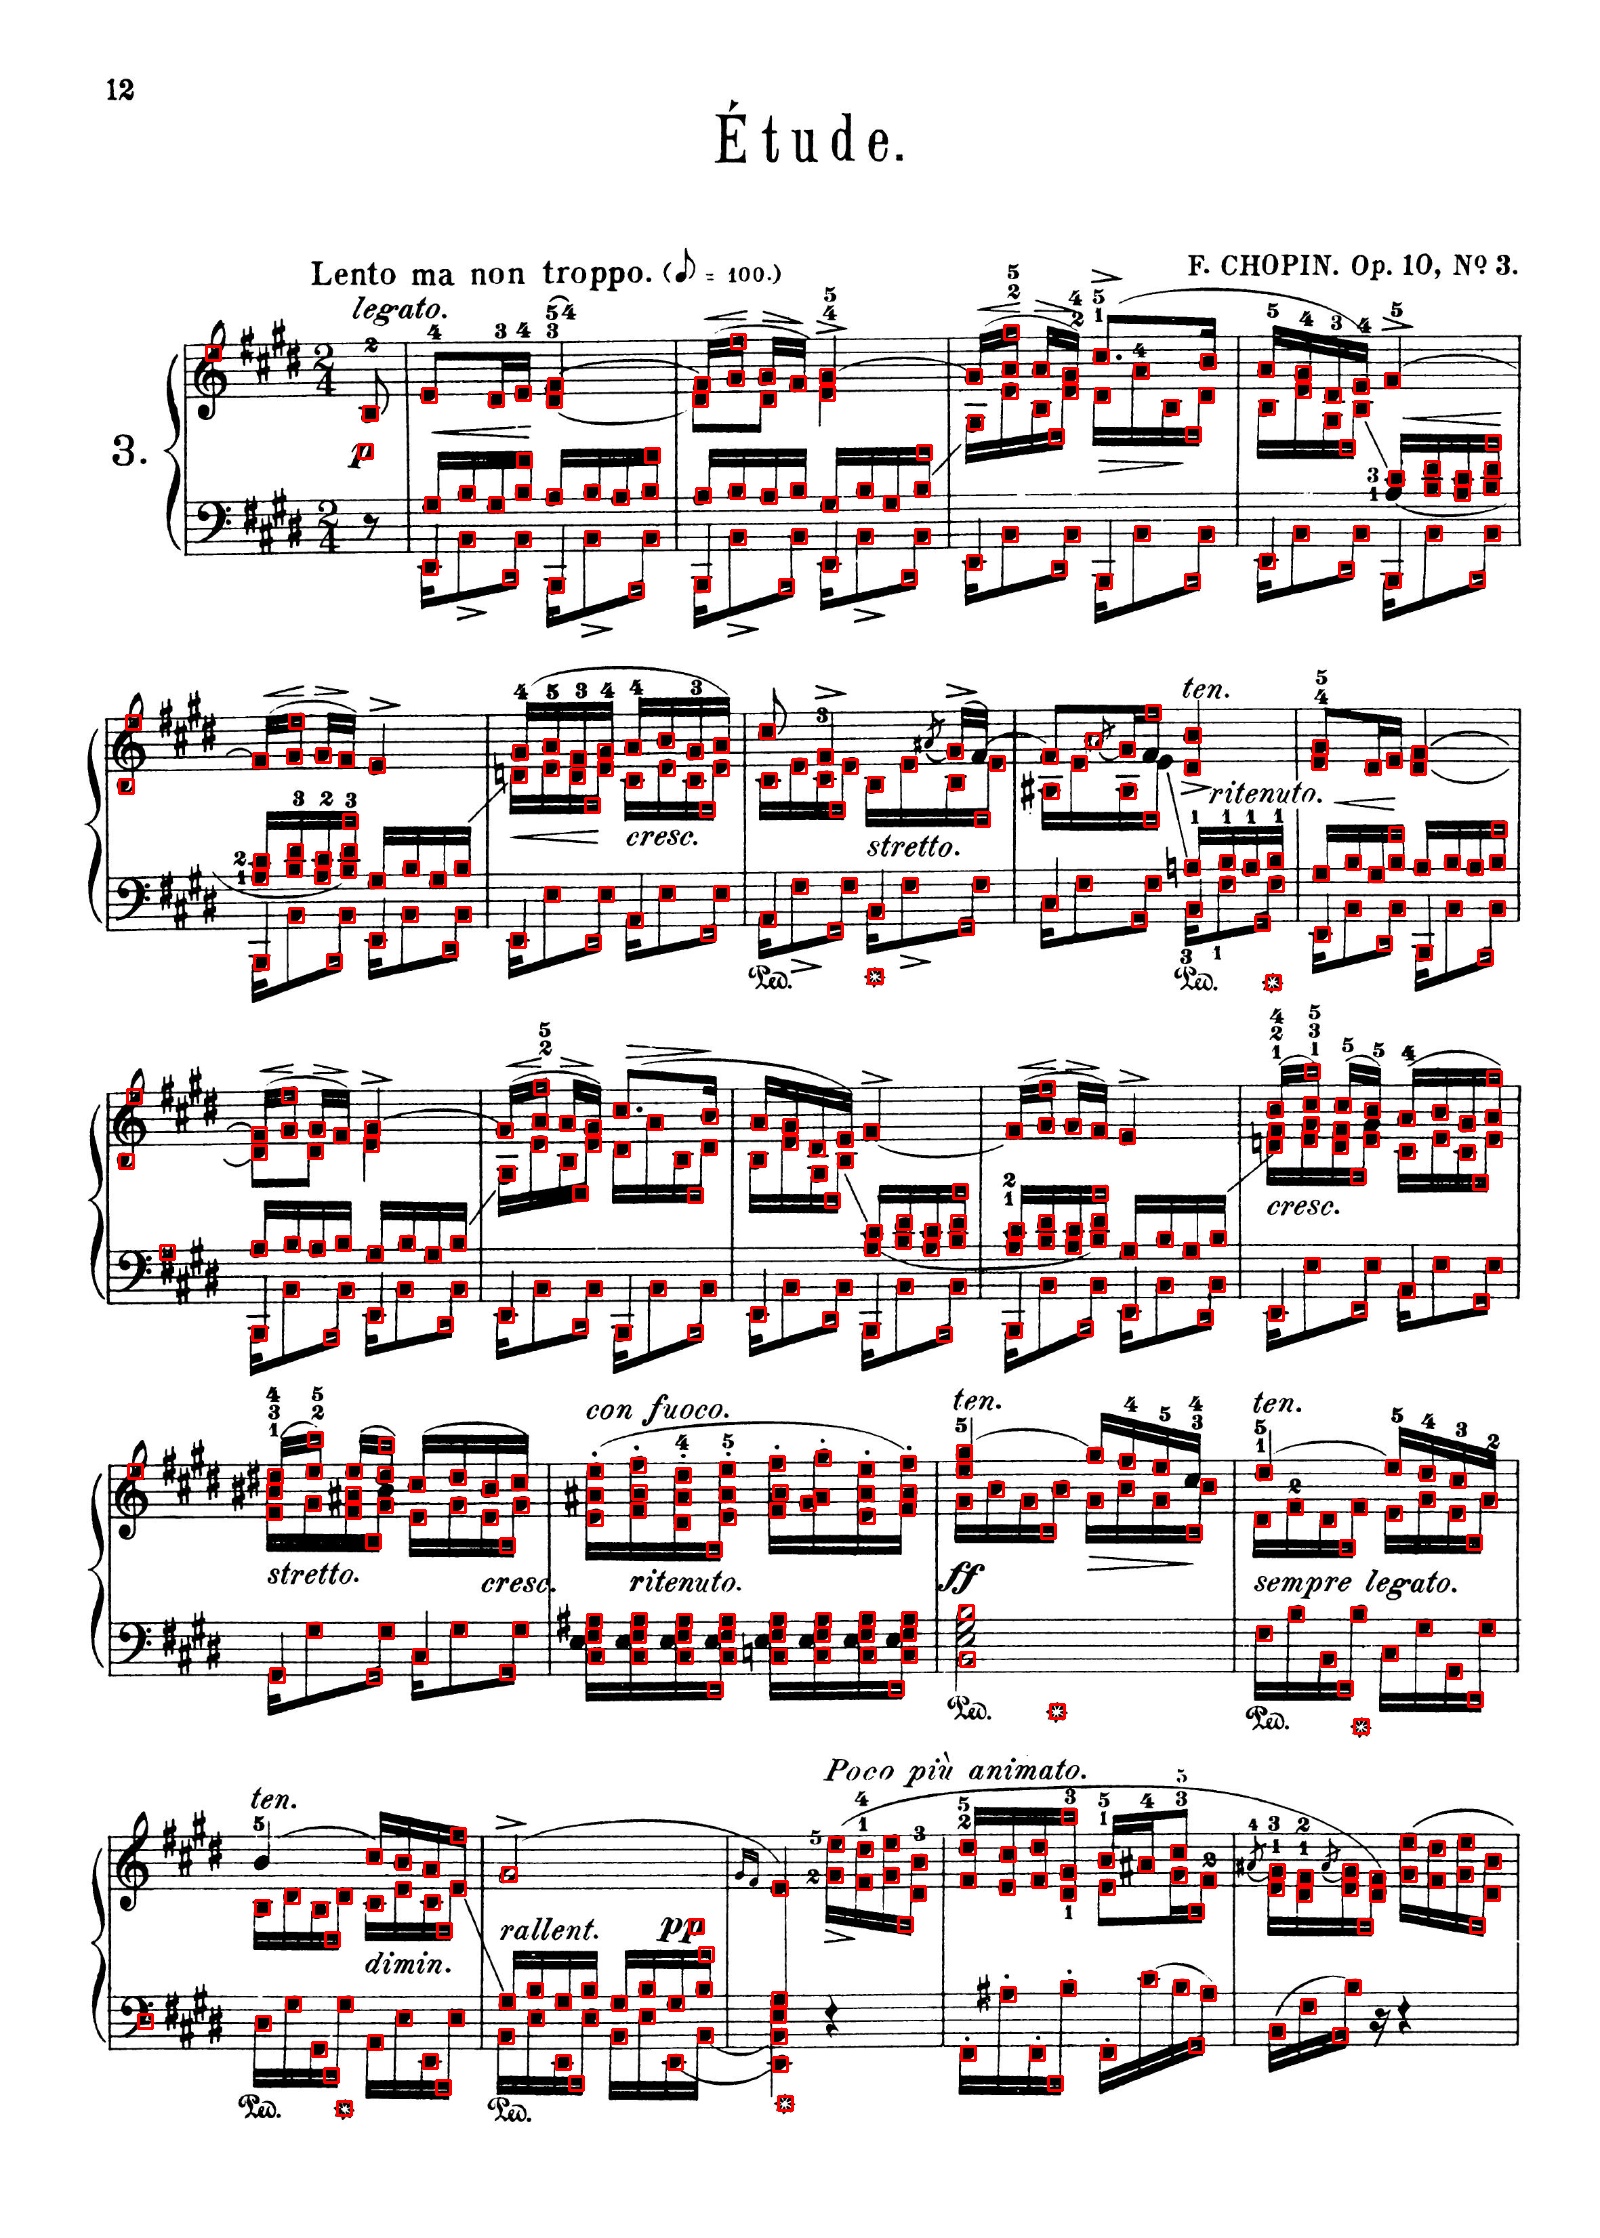 12
Étude.
Lento ma non troppo. (♪ = 100.)
F. CHOPIN. Op. 10, Nº 3.
legato.
3.
p
ten.
cresc.
stretto.
ritenuto.
Ped.
Ped.
cresc.
con fuoco.
ten.
ten.
stretto.
cresc.
ritenuto.
ff
sempre legato.
Ped.
Ped.
Poco più animato.
ten.
rallent.
pp
dimin.
Ped.
Ped.